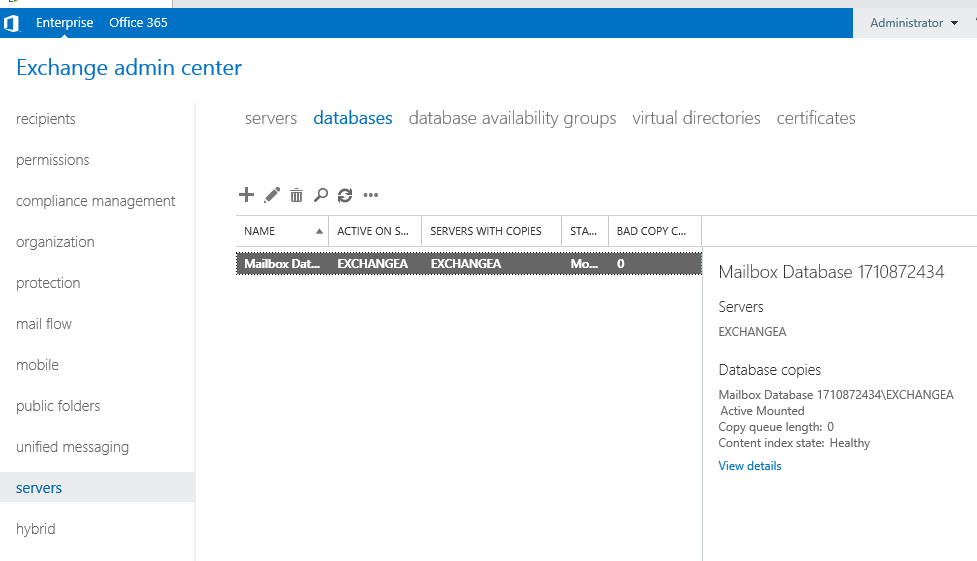 Enterprise Office 365 Administrator
Exchange admin center
recipients
permissions
compliance management
organization
protection
mail flow
mobile
public folders
unified messaging
servers
hybrid
servers databases database availability groups virtual directories certificates
NAME ACTIVE ON S... SERVERS WITH COPIES STA... BAD COPY C...
Mailbox Dat... EXCHANGEA EXCHANGEA Mo... 0
Mailbox Database 1710872434
Servers
EXCHANGEA
Database copies
Mailbox Database 1710872434\EXCHANGEA
Active Mounted
Copy queue length: 0
Content index state: Healthy
View details